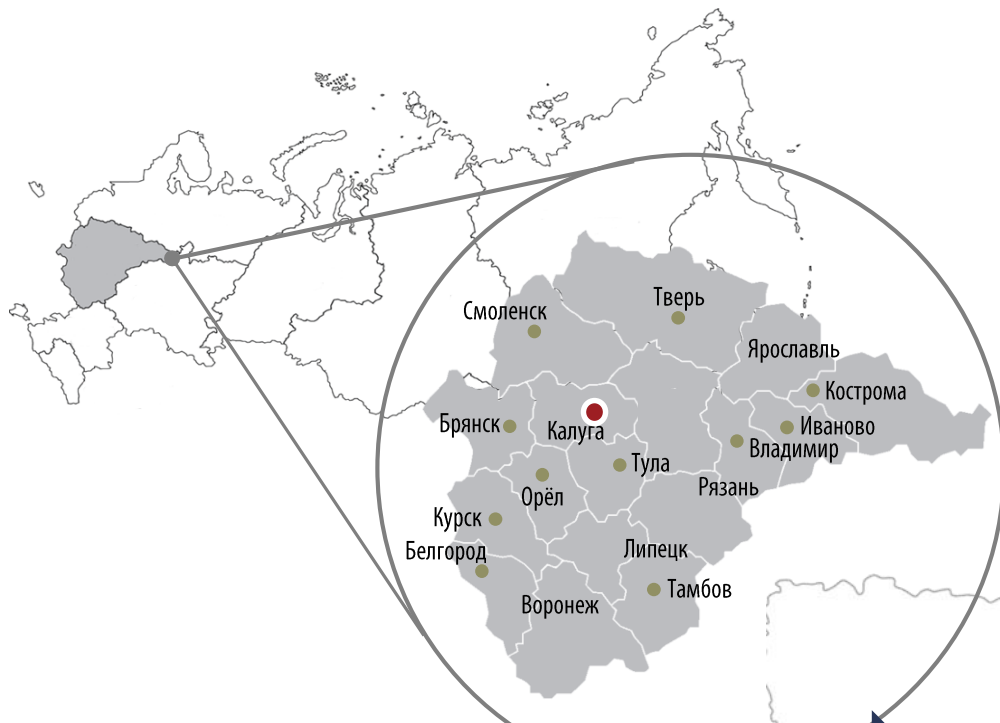 Тверь
Смоленск
Ярославль
Кострома
Брянск
Калуга
Иваново
Владимир
Тула
Рязань
Орёл
Курск
Белгород
Липецк
Тамбов
Воронеж